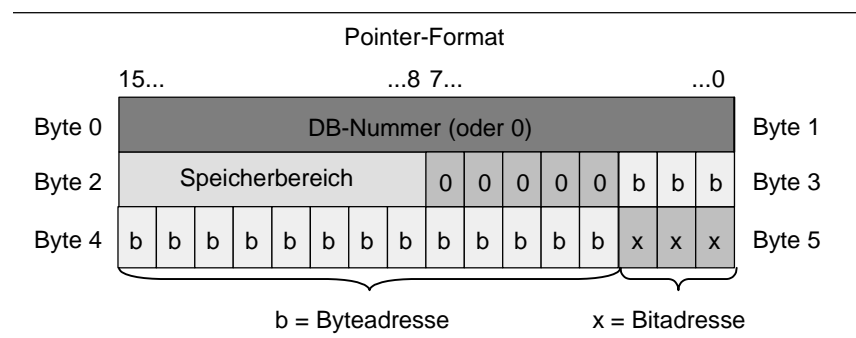 Pointer-Format
15... ...8 7... ...0
Byte 0 DB-Nummer (oder 0) Byte 1
Byte 2 Speicherbereich 0 0 0 0 0 b b b Byte 3
Byte 4 b b b b b b b b b b b b b x x x Byte 5
b = Byteadresse x = Bitadresse